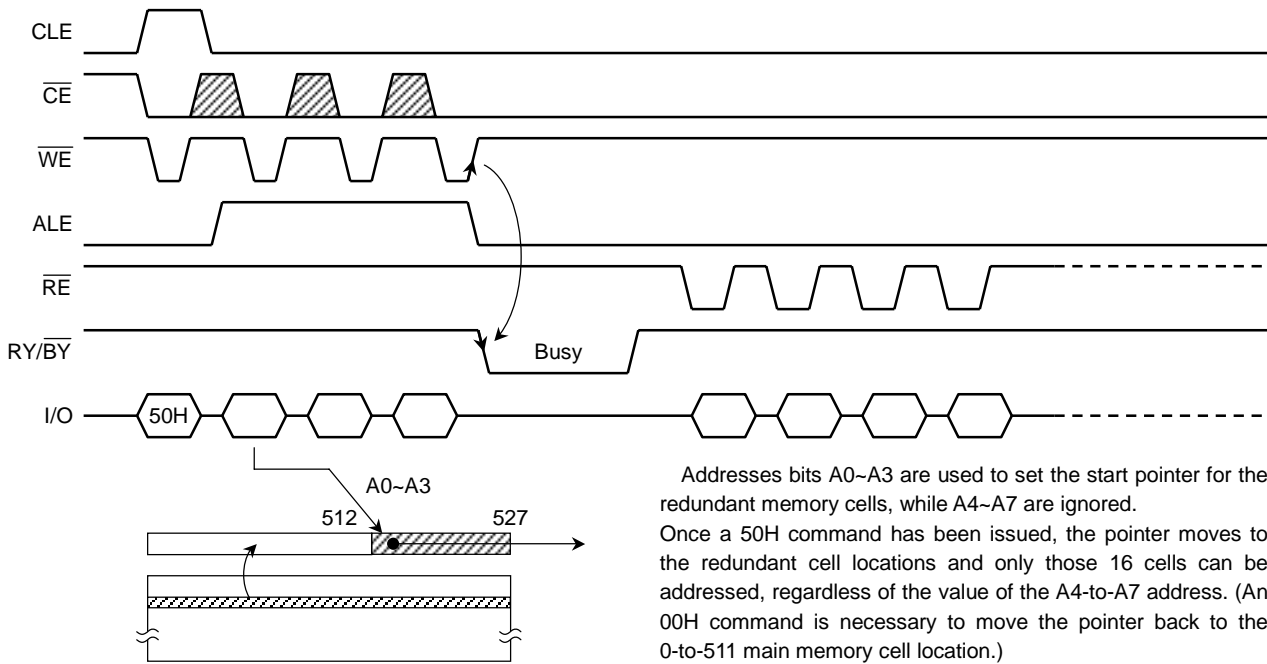 CLE
CE
WE
ALE
RE
RY/BY
Busy
I/O
50H
A0~A3
512
527
Addresses bits A0~A3 are used to set the start pointer for the
redundant memory cells, while A4~A7 are ignored.
Once a 50H command has been issued, the pointer moves to
the redundant cell locations and only those 16 cells can be
addressed, regardless of the value of the A4-to-A7 address. (An
00H command is necessary to move the pointer back to the
0-to-511 main memory cell location.)